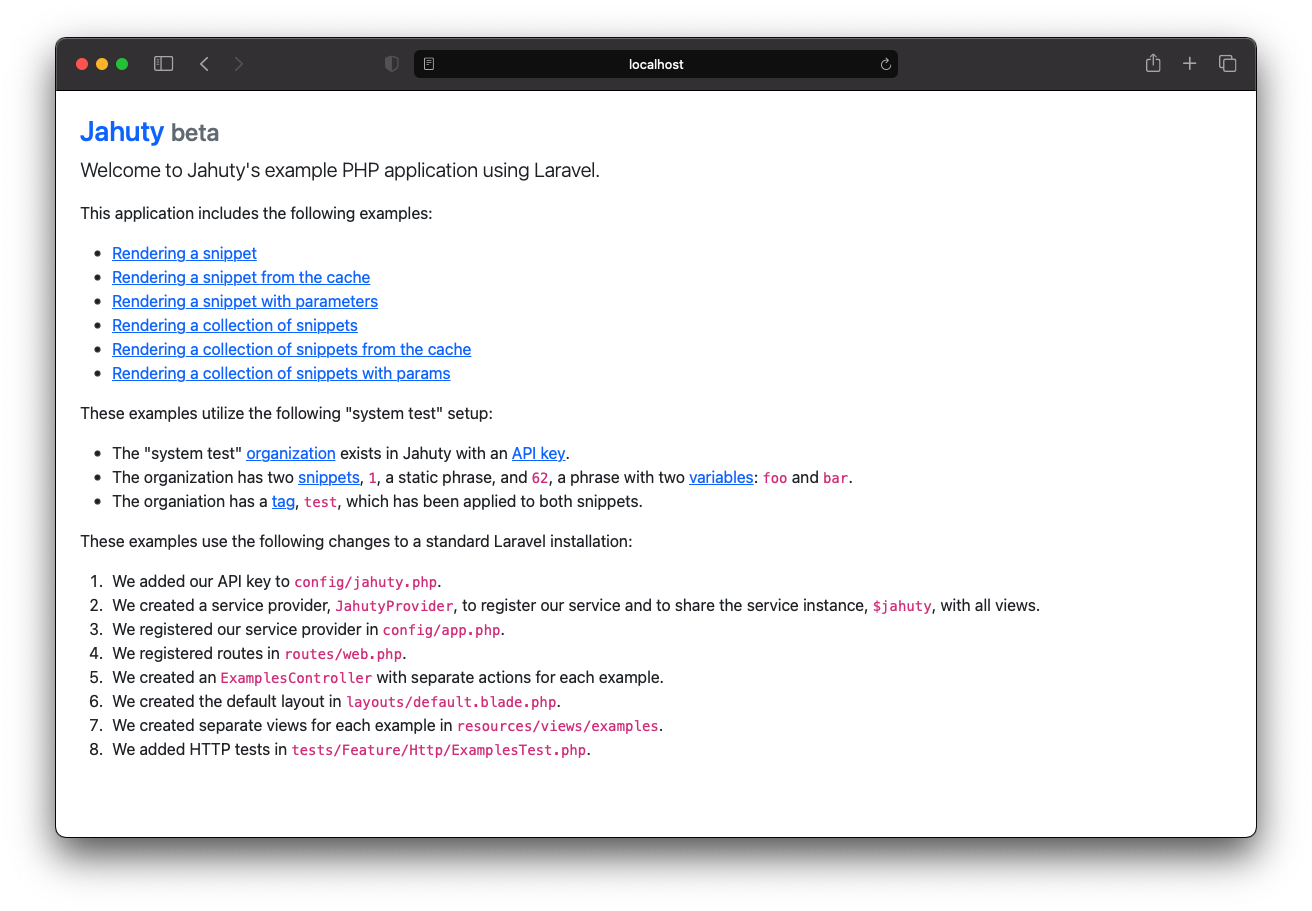 localhost
Jahuty beta
Welcome to Jahuty's example PHP application using Laravel.
This application includes the following examples:
• Rendering a snippet
• Rendering a snippet from the cache
• Rendering a snippet with parameters
• Rendering a collection of snippets
• Rendering a collection of snippets from the cache
• Rendering a collection of snippets with params
These examples utilize the following "system test" setup:
• The "system test" organization exists in Jahuty with an API key.
• The organization has two snippets, 1, a static phrase, and 62, a phrase with two variables: foo and bar.
• The organiation has a tag, test, which has been applied to both snippets.
These examples use the following changes to a standard Laravel installation:
1. We added our API key to config/jahuty.php.
2. We created a service provider, JahutyProvider, to register our service and to share the service instance, $jahuty, with all views.
3. We registered our service provider in config/app.php.
4. We registered routes in routes/web.php.
5. We created an ExamplesController with separate actions for each example.
6. We created the default layout in layouts/default.blade.php.
7. We created separate views for each example in resources/views/examples.
8. We added HTTP tests in tests/Feature/Http/ExamplesTest.php.